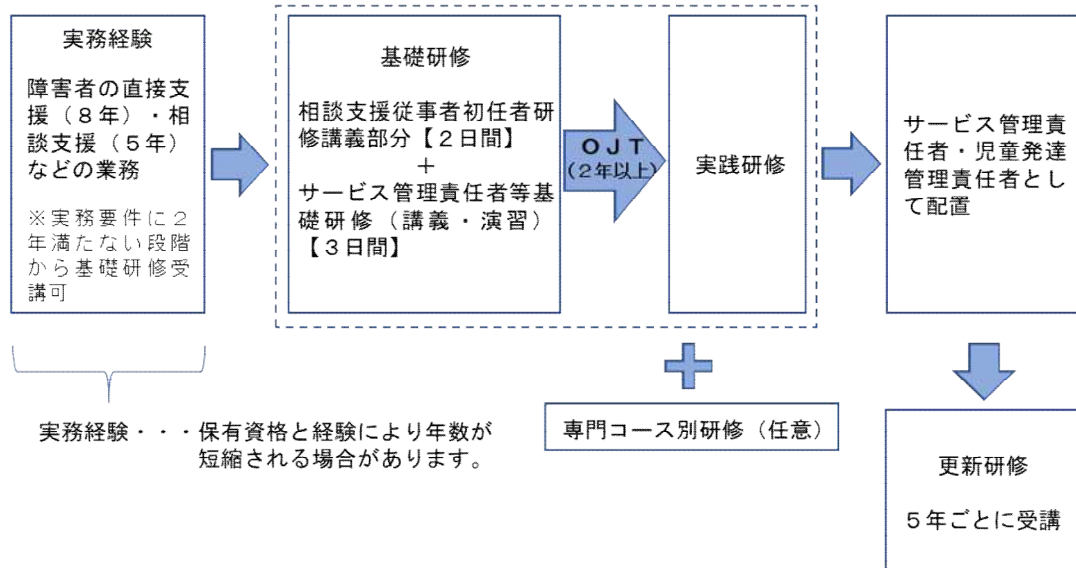 実務経験
障害者の直接支
援（８年）・相
談支援（５年）
などの業務
※実務要件に２
年満たない段階
から基礎研修受
講可
基礎研修
相談支援従事者初任者研
修講義部分【２日間】
＋
サービス管理責任者等基
礎研修（講義・演習）
【３日間】
ＯＪＴ
（2年以上）
実践研修
サービス管理責
任者・児童発達
管理責任者とし
て配置
実務経験・・・保有資格と経験により年数が
短縮される場合があります。
専門コース別研修（任意）
更新研修
５年ごとに受講